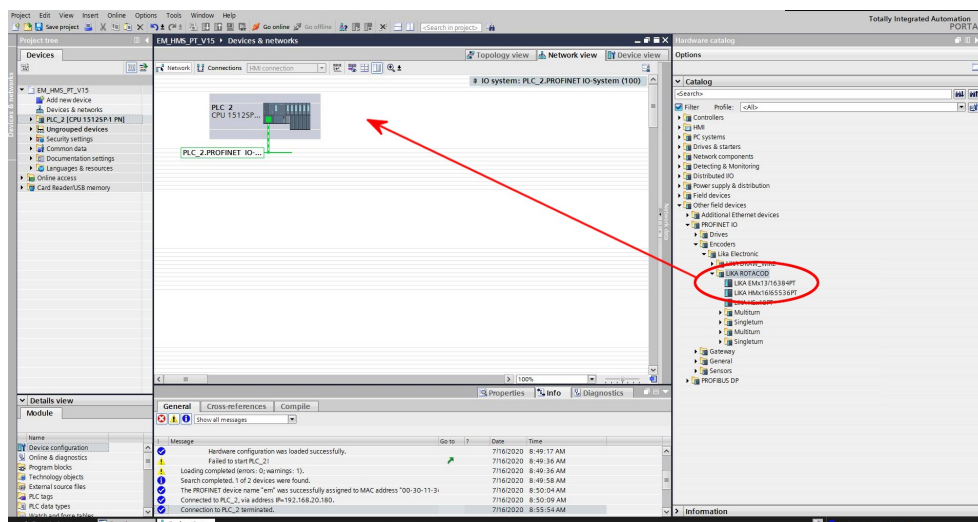 Project Edit View Insert Online Options Tools Window Help
Totally Integrated Automation
PORTAL
Save project
Go online
Go offline
<Search in project>
Project tree
EM_HMS_PT_V15 Devices & networks
Hardware catalog
Devices
Topology view
Network view
Device view
Options
Network
Connections
HMI connection
IO system: PLC_2.PROFINET IO-System (100)
Catalog
<Search>
Filter Profile: <All>
EM_HMS_PT_V15
Add new device
Devices & networks
PLC_2 [CPU 1512SP-1 PN]
Ungrouped devices
Security settings
Common data
Documentation settings
Languages & resources
Online access
Card Reader/USB memory
Devices & networks
PLC_2
CPU 1512SP...
PLC_2.PROFINET IO-...
Controllers
HMI
PC systems
Drives & starters
Network components
Detecting & Monitoring
Distributed I/O
Power supply & distribution
Field devices
Other field devices
Additional Ethernet devices
PROFINET IO
Drives
Encoders
Lika Electronic
LIKA ROTACOD
LIKA EMx13/16384PT
LIKA HMx16/65536PT
Multiturn
Singleturn
Multiturn
Singleturn
Gateway
General
Sensors
PROFIBUS DP
100%
Properties
Info
Diagnostics
General
Cross-references
Compile
Show all messages
! Message Go to ? Date Time
Hardware configuration was loaded successfully. 7/16/2020 8:49:17 AM
Failed to start PLC_2! 7/16/2020 8:49:36 AM
Loading completed (errors: 0; warnings: 1). 7/16/2020 8:49:36 AM
Search completed. 1 of 2 devices were found. 7/16/2020 8:49:58 AM
The PROFINET device name "em" was successfully assigned to MAC address "00-30-11-3 7/16/2020 8:50:04 AM
Connected to PLC_2, via address IP=192.168.20.180. 7/16/2020 8:50:09 AM
Connection to PLC_2 terminated. 7/16/2020 8:55:54 AM
Details view
Module
Name
Device configuration
Online & diagnostics
Program blocks
Technology objects
External source files
PLC tags
PLC data types
Watch and force tables
Information